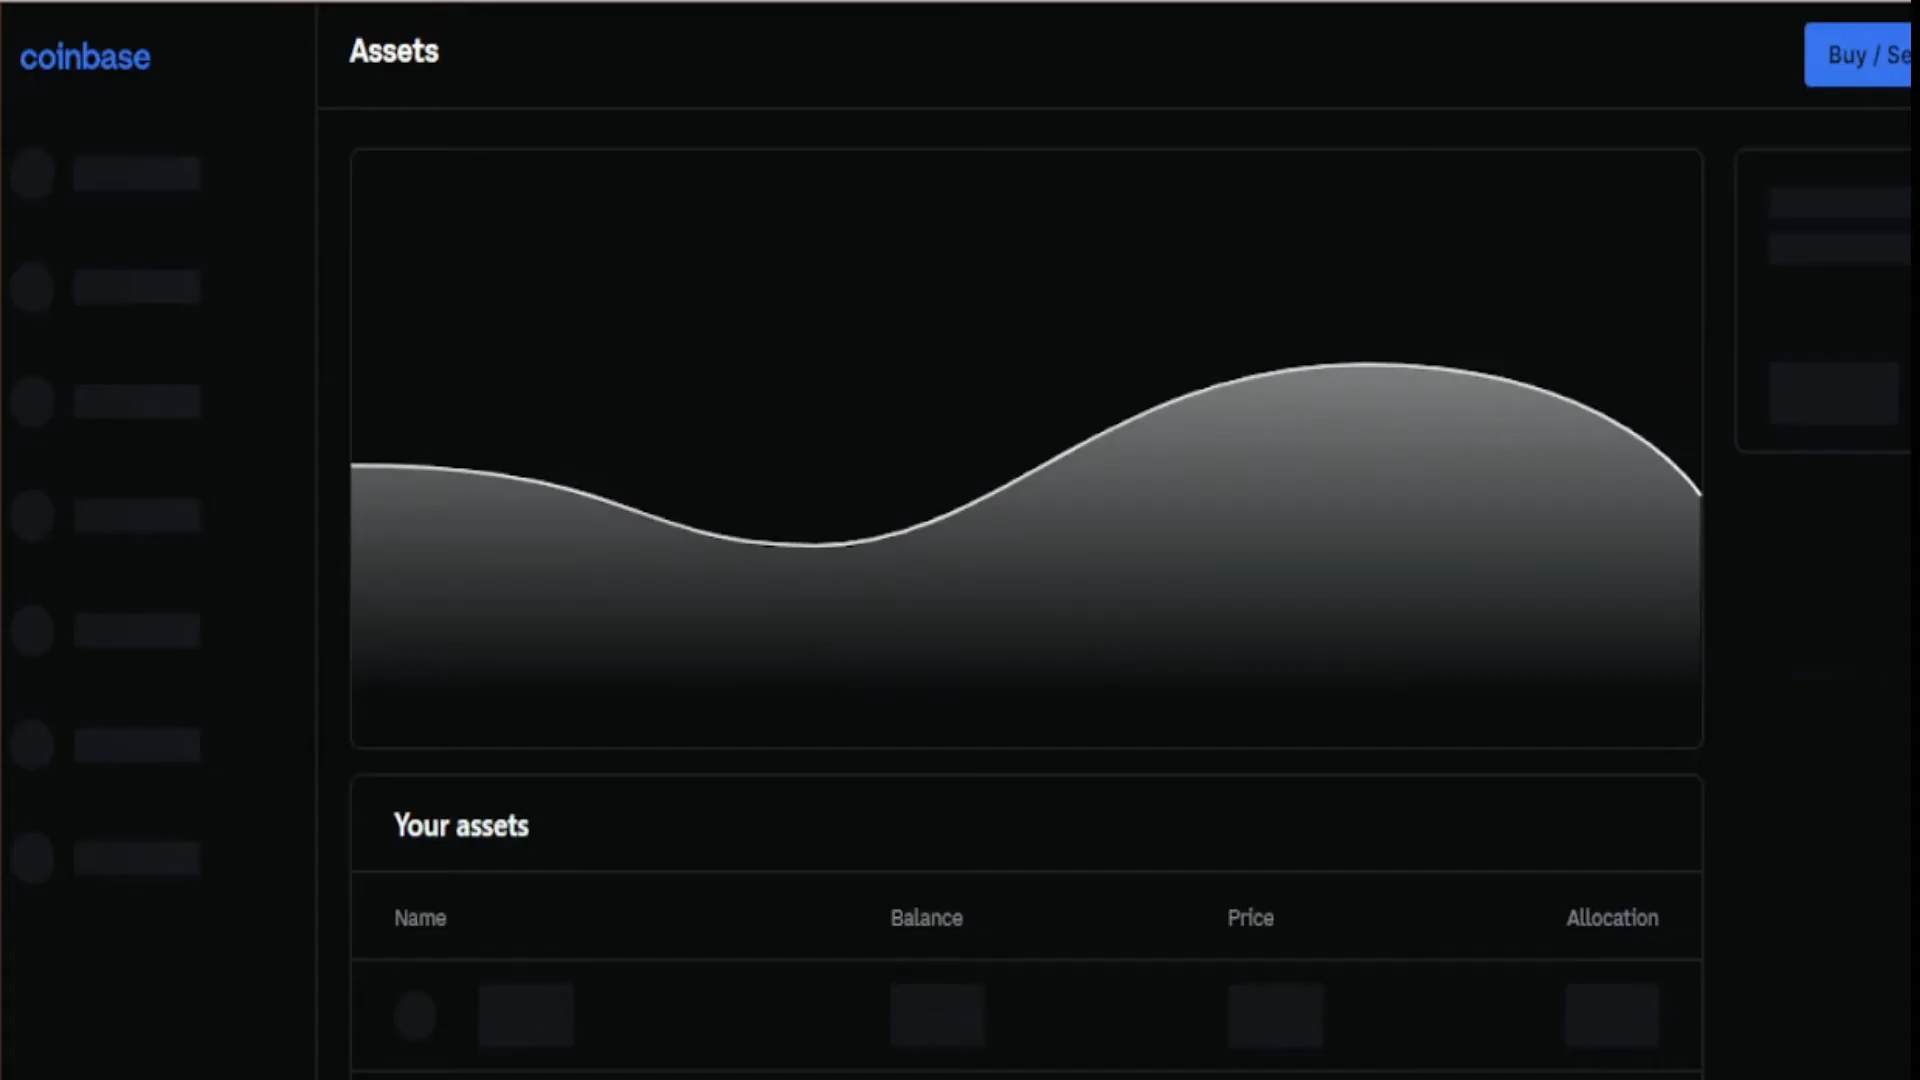 coinbase
Assets
Buy / Se
Your assets
Name Balance Price Allocation